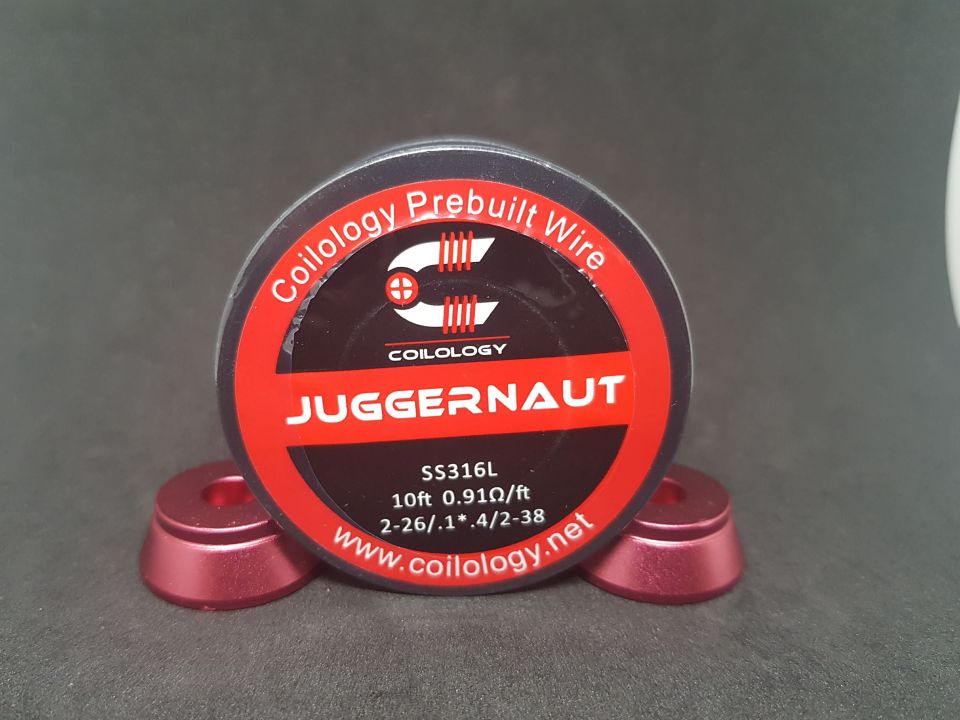 Coilology Prebuilt Wire
COILOLOGY
JUGGERNAUT
SS316L
10ft 0.91Ω/ft
2-26/.1*.4/2-38
www.coilology.net